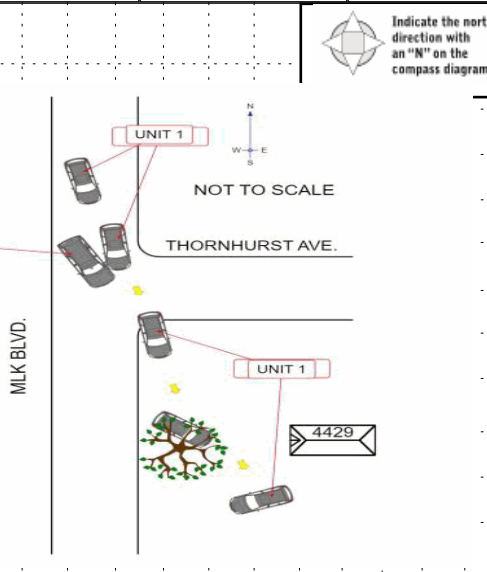 Indicate the nort
direction with
an "N" on the
compass diagram
N
W E
S
UNIT 1
NOT TO SCALE
THORNHURST AVE.
MLK BLVD.
UNIT 1
4429